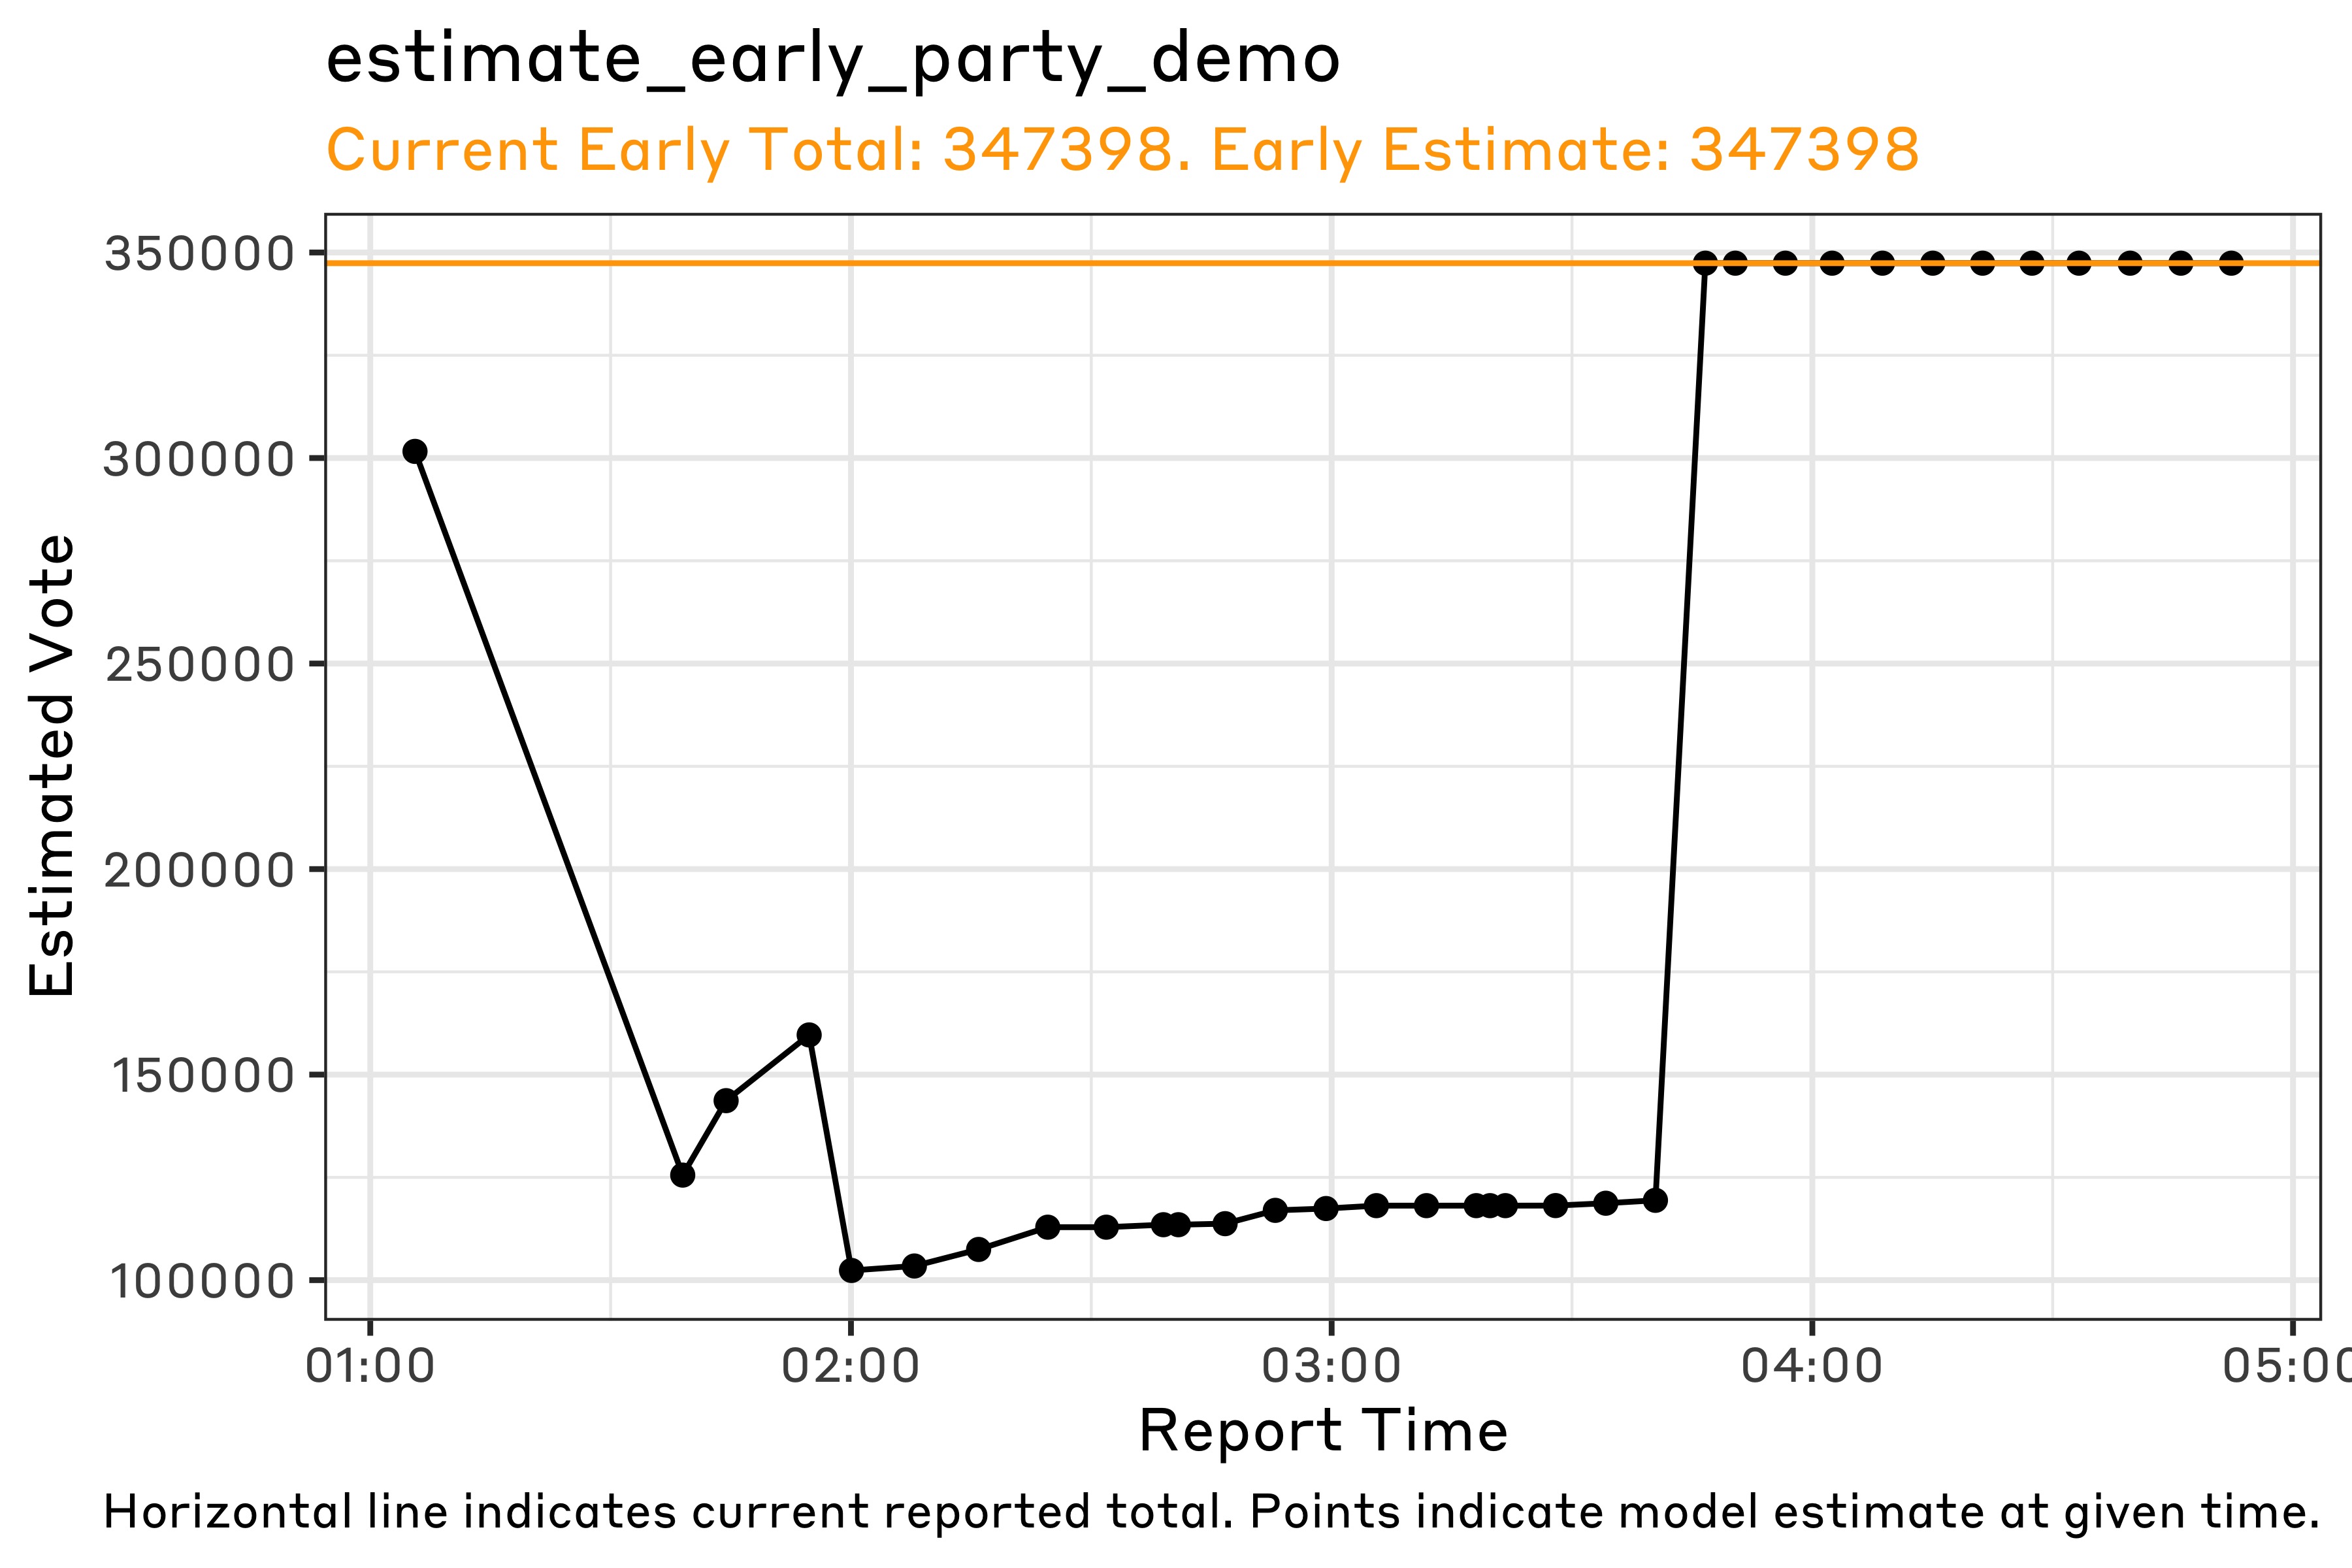 estimate_early_party_demo
Current Early Total: 347398. Early Estimate: 347398
350000
300000
250000
200000
150000
100000
Estimated Vote
01:00 02:00 03:00 04:00 05:00
Report Time
Horizontal line indicates current reported total. Points indicate model estimate at given time.